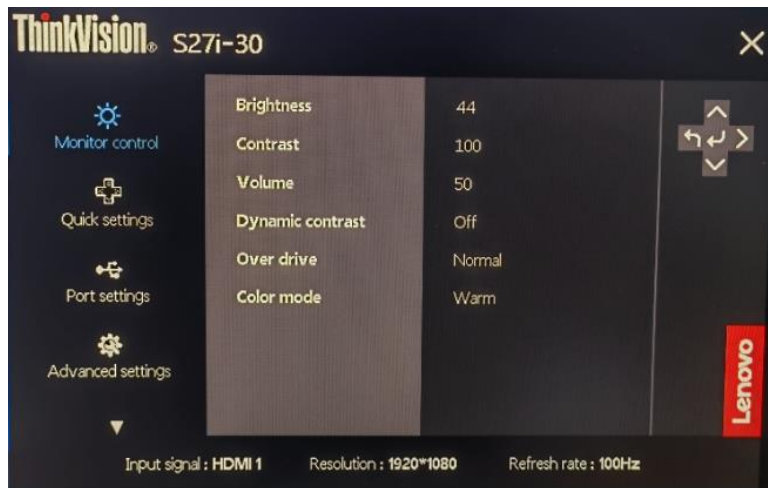 ThinkVision® S27i-30
Monitor control
Quick settings
Port settings
Advanced settings
Brightness 44
Contrast 100
Volume 50
Dynamic contrast Off
Over drive Normal
Color mode Warm
Lenovo
Input signal : HDMI 1 Resolution : 1920*1080 Refresh rate : 100Hz